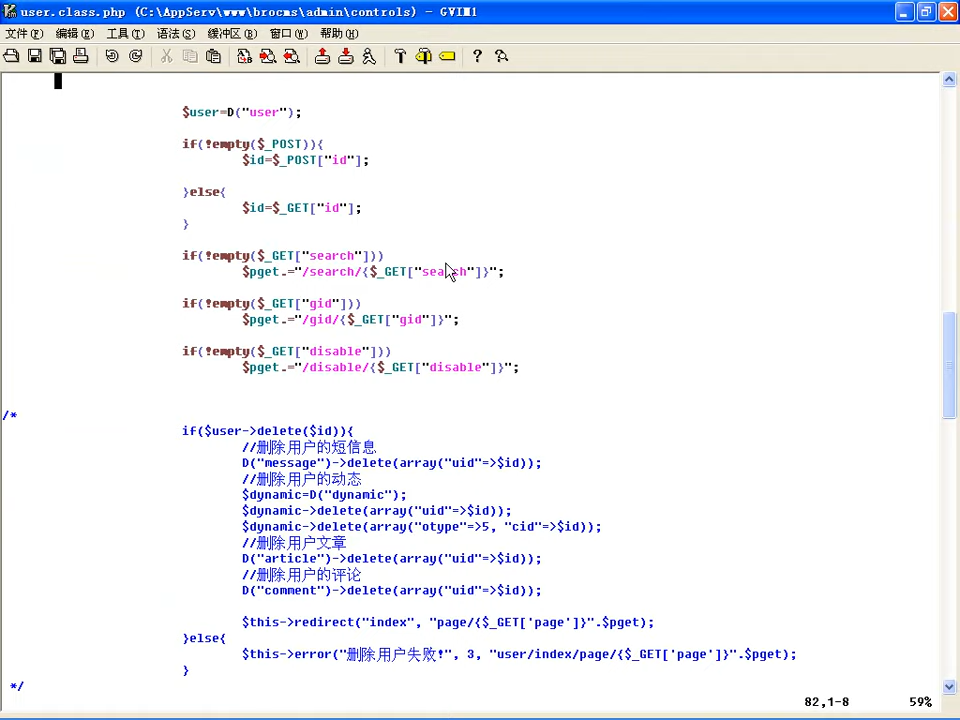 user.class.php (C:\AppServ\www\brocms\admin\controls) - GVIM1
文件(F) 编辑(E) 工具(T) 语法(S) 缓冲区(B) 窗口(W) 帮助(H)
$user=D("user");
if(!empty($_POST)){
$id=$_POST["id"];
}else{
$id=$_GET["id"];
}
if(!empty($_GET["search"]))
$pget.="/search/{$_GET["search"]}";
if(!empty($_GET["gid"]))
$pget.="/gid/{$_GET["gid"]}";
if(!empty($_GET["disable"]))
$pget.="/disable/{$_GET["disable"]}";
/*
if($user->delete($id)){
//删除用户的短信息
D("message")->delete(array("uid"=>$id));
//删除用户的动态
$dynamic=D("dynamic");
$dynamic->delete(array("uid"=>$id));
$dynamic->delete(array("otype"=>5, "cid"=>$id));
//删除用户文章
D("article")->delete(array("uid"=>$id));
//删除用户的评论
D("comment")->delete(array("uid"=>$id));
$this->redirect("index", "page/{$_GET['page']}".$pget);
}else{
$this->error("删除用户失败!", 3, "user/index/page/{$_GET['page']}".$pget);
}
*/
82,1-8 59%